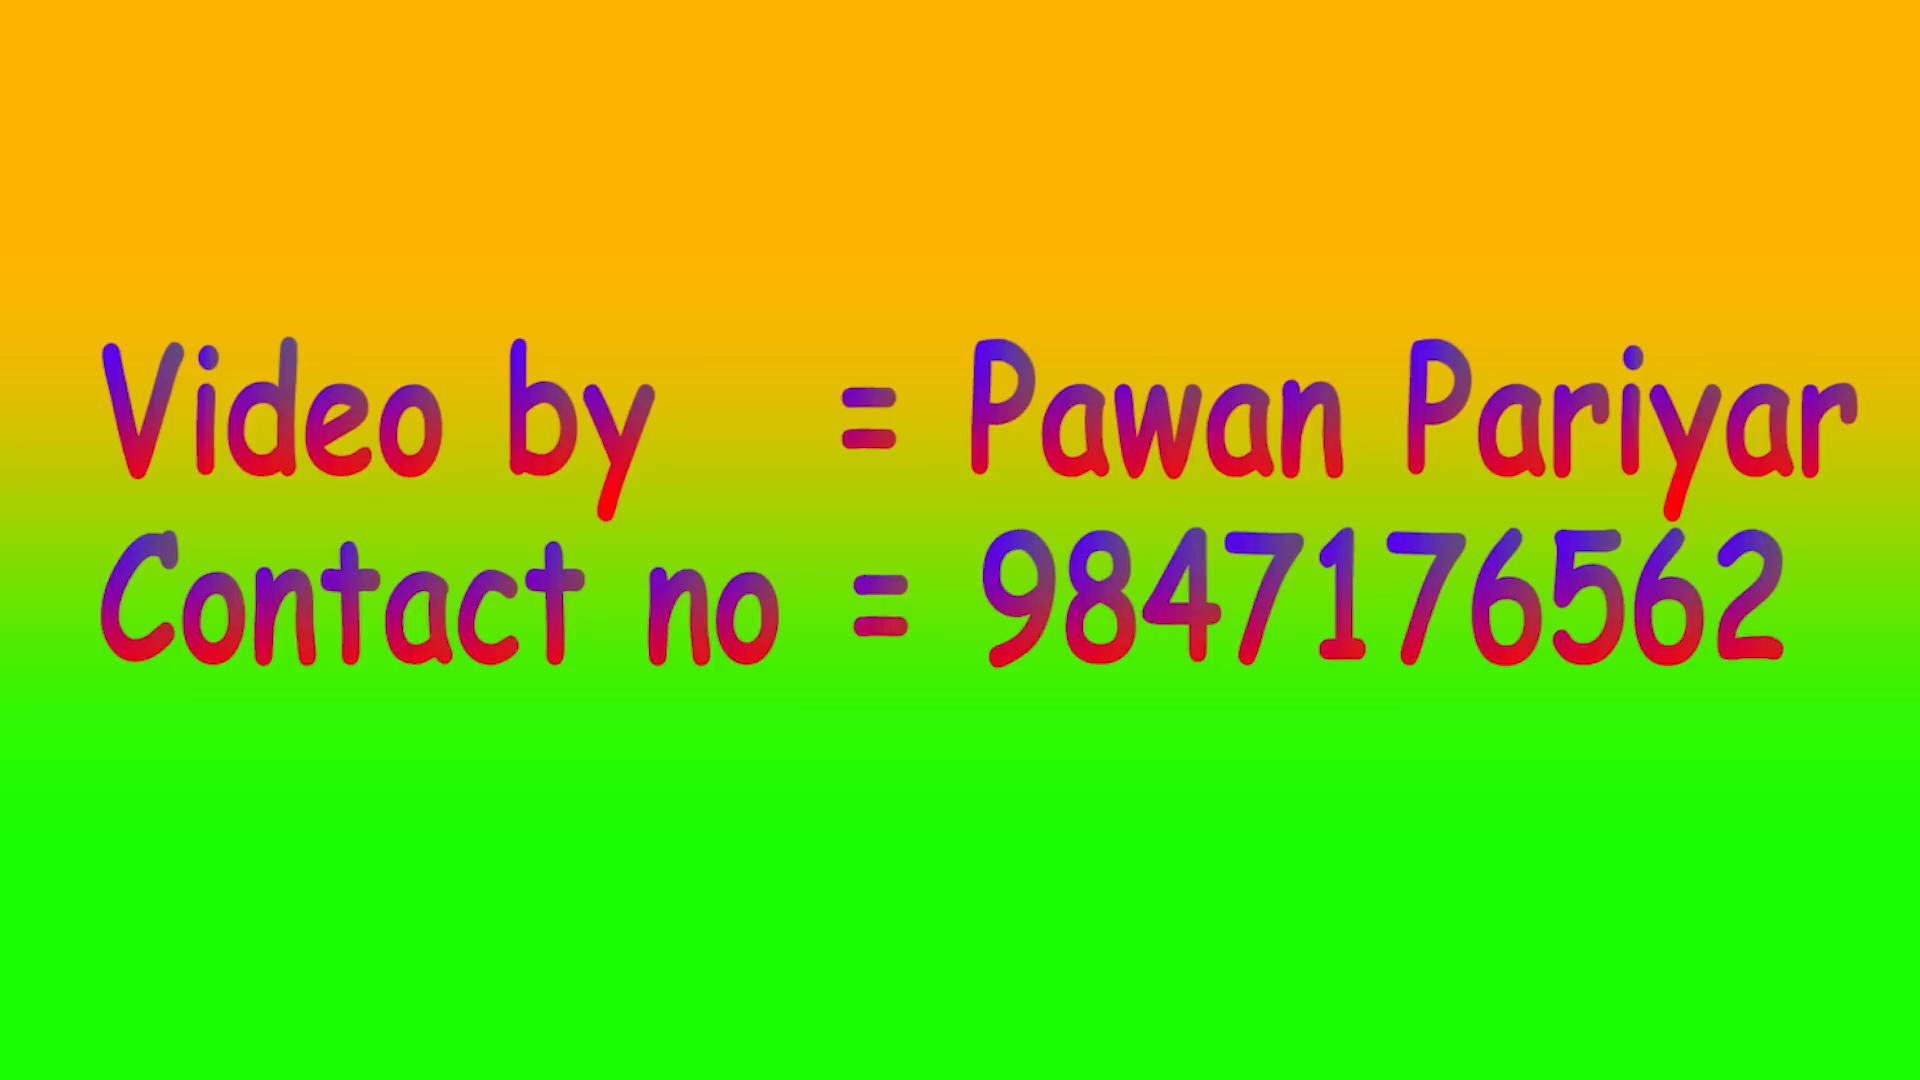 Video by = Pawan Pariyar
Contact no = 9847176562